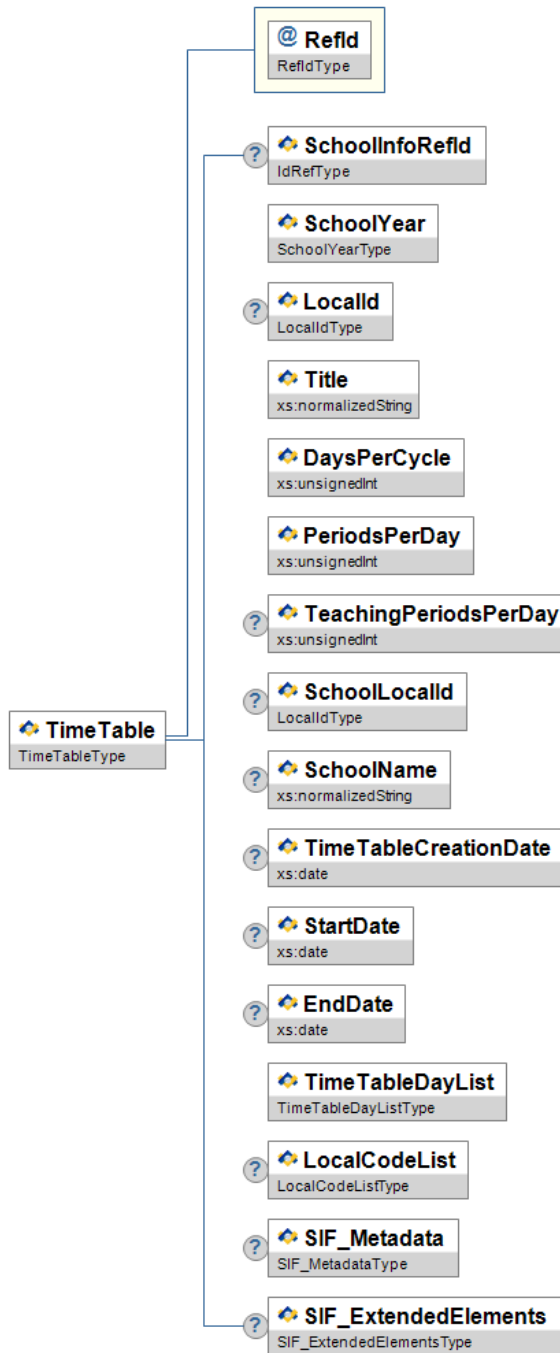 @ RefId
RefIdType
? SchoolInfoRefId
IdRefType
SchoolYear
SchoolYearType
? LocalId
LocalIdType
Title
xs:normalizedString
DaysPerCycle
xs:unsignedInt
PeriodsPerDay
xs:unsignedInt
? TeachingPeriodsPerDay
xs:unsignedInt
? SchoolLocalId
LocalIdType
TimeTable
TimeTableType
? SchoolName
xs:normalizedString
? TimeTableCreationDate
xs:date
? StartDate
xs:date
? EndDate
xs:date
TimeTableDayList
TimeTableDayListType
? LocalCodeList
LocalCodeListType
? SIF_Metadata
SIF_MetadataType
? SIF_ExtendedElements
SIF_ExtendedElementsType